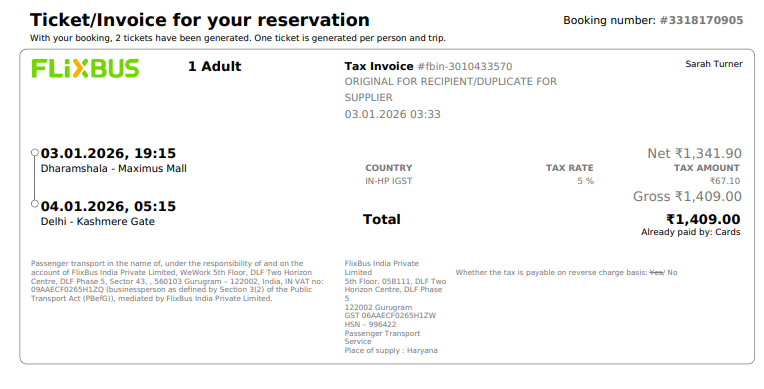 Ticket/Invoice for your reservation
Booking number: #3318170905
With your booking, 2 tickets have been generated. One ticket is generated per person and trip.
FLiXBUS
1 Adult
Tax Invoice #fbin-3010433570
ORIGINAL FOR RECIPIENT/DUPLICATE FOR
SUPPLIER
03.01.2026 03:33
Sarah Turner
03.01.2026, 19:15
Dharamshala - Maximus Mall
04.01.2026, 05:15
Delhi - Kashmere Gate
Net ₹1,341.90
COUNTRY TAX RATE TAX AMOUNT
IN-HP IGST 5 % ₹67.10
Gross ₹1,409.00
Total ₹1,409.00
Already paid by: Cards
Passenger transport in the name of, under the responsibility of and on the
account of FlixBus India Private Limited, WeWork 5th Floor, DLF Two Horizon
Centre, DLF Phase 5, Sector 43, , 560103 Gurugram – 122002, India, IN VAT no:
09AAECF0265H1ZQ (businessperson as defined by Section 3(2) of the Public
Transport Act (PBefG)), mediated by FlixBus India Private Limited.
FlixBus India Private
Limited
5th Floor, 05B111, DLF Two
Horizon Centre, DLF Phase
5
122002 Gurugram
GST 06AAECF0265H1ZW
HSN – 996422
Passenger Transport
Service
Place of supply : Haryana
Whether the tax is payable on reverse charge basis: Yes/ No